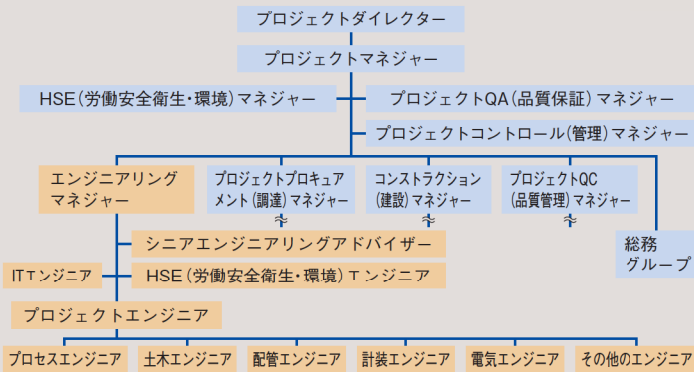 プロジェクトダイレクター
プロジェクトマネジャー
HSE(労働安全衛生・環境)マネジャー
プロジェクトQA(品質保証)マネジャー
プロジェクトコントロール(管理)マネジャー
エンジニアリング
マネジャー
プロジェクトプロキュア
メント(調達)マネジャー
コンストラクション
(建設)マネジャー
プロジェクトQC
(品質管理)マネジャー
総務
グループ
シニアエンジニアリングアドバイザー
ITエンジニア
HSE(労働安全衛生・環境)エンジニア
プロジェクトエンジニア
プロセスエンジニア
土木エンジニア
配管エンジニア
計装エンジニア
電気エンジニア
その他のエンジニア